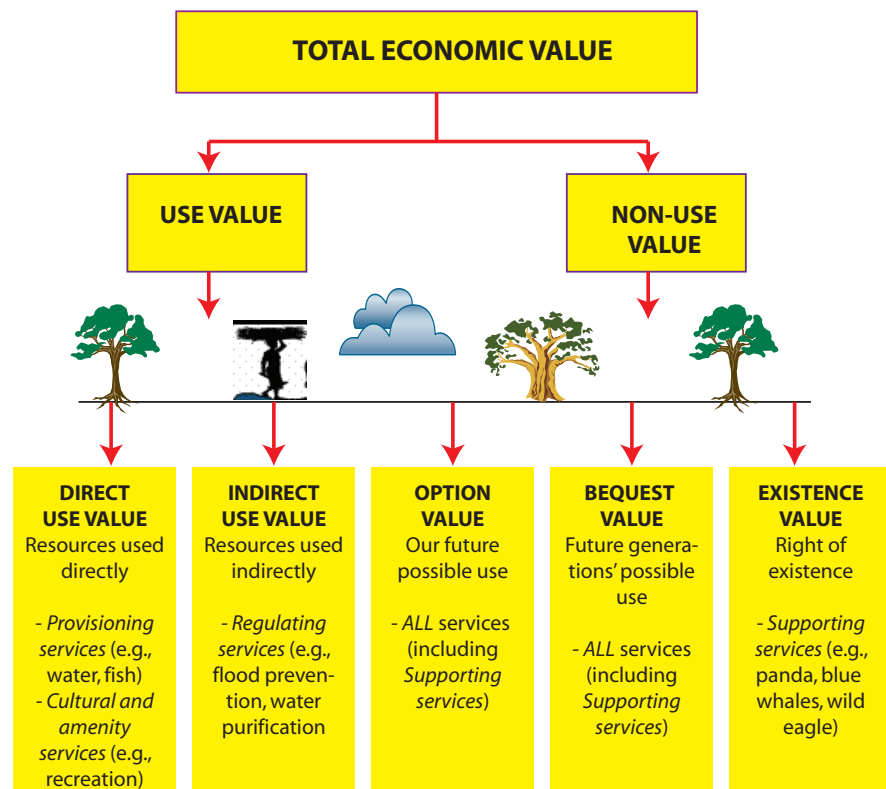 TOTAL ECONOMIC VALUE
USE VALUE
NON-USE
VALUE
DIRECT
USE VALUE
Resources used
directly
- Provisioning
services (e.g.,
water, fish)
- Cultural and
amenity
services (e.g.,
recreation)
INDIRECT
USE VALUE
Resources used
indirectly
- Regulating
services (e.g.,
flood preven-
tion, water
purification
OPTION
VALUE
Our future
possible use
- ALL services
(including
Supporting
services)
BEQUEST
VALUE
Future genera-
tions’ possible
use
- ALL services
(including
Supporting
services)
EXISTENCE
VALUE
Right of
existence
- Supporting
services (e.g.,
panda, blue
whales, wild
eagle)